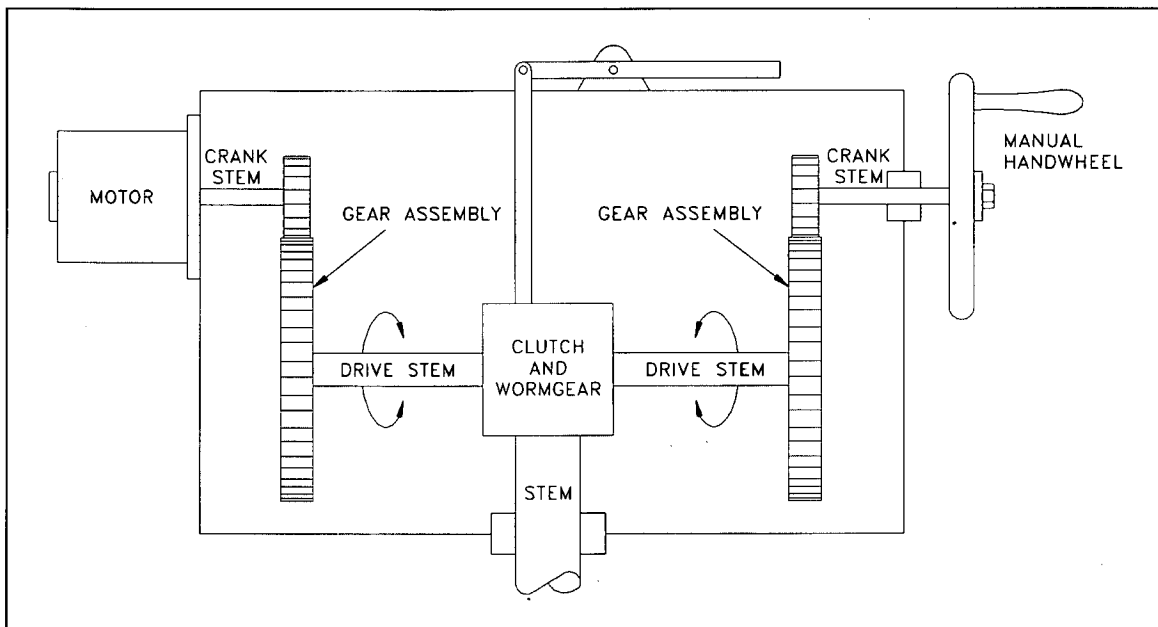 CRANK
STEM
MOTOR
GEAR ASSEMBLY
GEAR ASSEMBLY
CRANK
STEM
MANUAL
HANDWHEEL
DRIVE STEM
CLUTCH
AND
WORMGEAR
DRIVE STEM
STEM